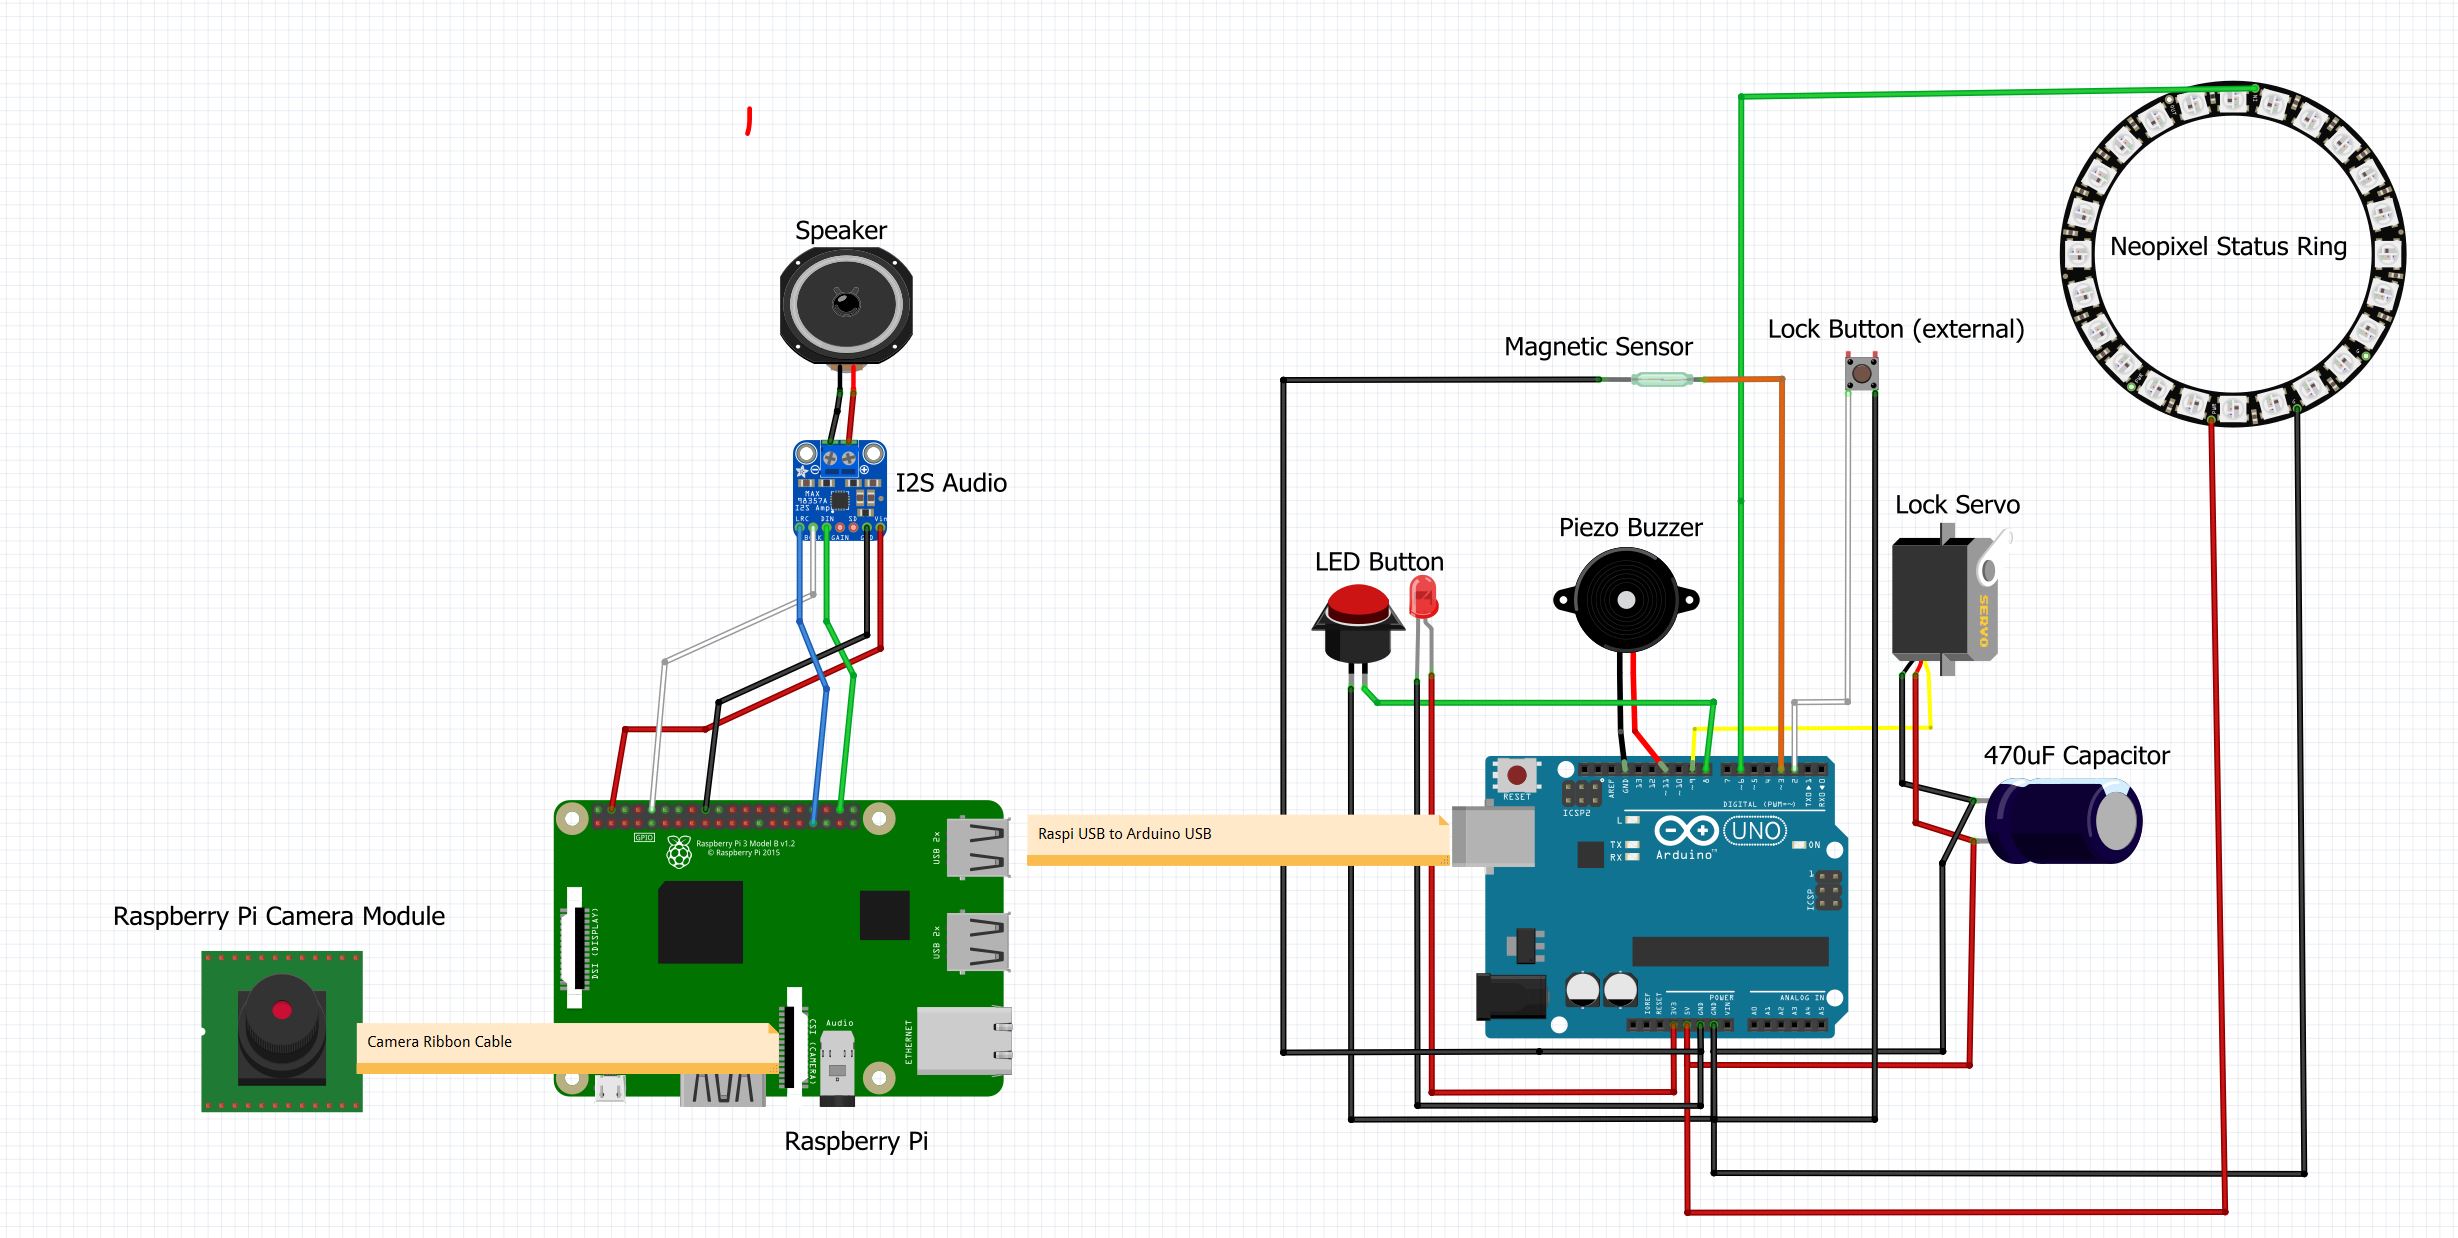 Speaker
I2S Audio
MAX
98357A
I2S Amp
LRC DIN SD Vin
GAIN
Neopixel Status Ring
Lock Button (external)
Magnetic Sensor
Lock Servo
SERVO
Piezo Buzzer
LED Button
470uF Capacitor
RESET
ICSP2
AREF
GND
13
12
~11
~10
~9
8
7
~6
~5
4
~3
2
TX0▶1
RX0◀0
DIGITAL (PWM=~)
L
TX
RX
Arduino™
UNO
ON
1
ICSP
POWER
ANALOG IN
IOREF
RESET
3V3
5V
GND
GND
VIN
A0
A1
A2
A3
A4
A5
Raspi USB to Arduino USB
GPIO
Raspberry Pi 3 Model B v1.2
© Raspberry Pi 2015
USB 2x
USB 2x
DSI (DISPLAY)
CSI (CAMERA)
Audio
ETHERNET
Raspberry Pi Camera Module
Camera Ribbon Cable
Raspberry Pi